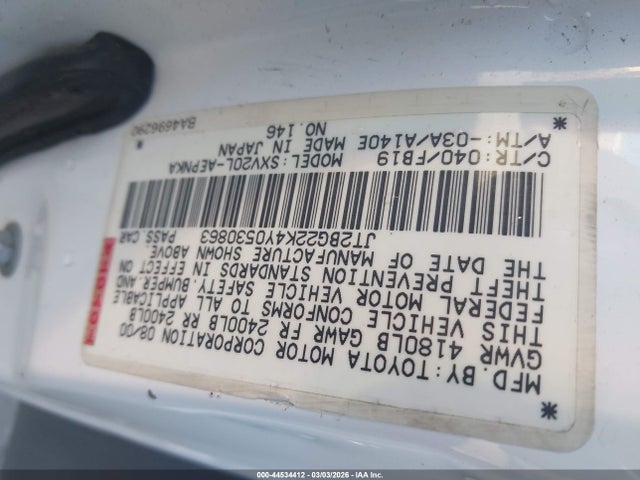 MFD. BY:TOYOTA MOTOR CORPORATION 08/00
GVWR 4180LB GAWR FR 2400LB RR 2400LB
THIS VEHICLE CONFORMS TO ALL APPLICABLE
FEDERAL MOTOR VEHICLE SAFETY,BUMPER AND
THEFT PREVENTION STANDARDS IN EFFECT ON
THE DATE OF MANUFACTURE SHOWN ABOVE
JT2BG22K4Y0530863 PASS.CAR
TOYOTA
C/TR:040/FB19 MODEL:SXV20L-AEPNKA
A/TM:-03A/A140E MADE IN JAPAN
NO.146
BA4696290
000-44534412 - 03/03/2026 - IAA Inc.